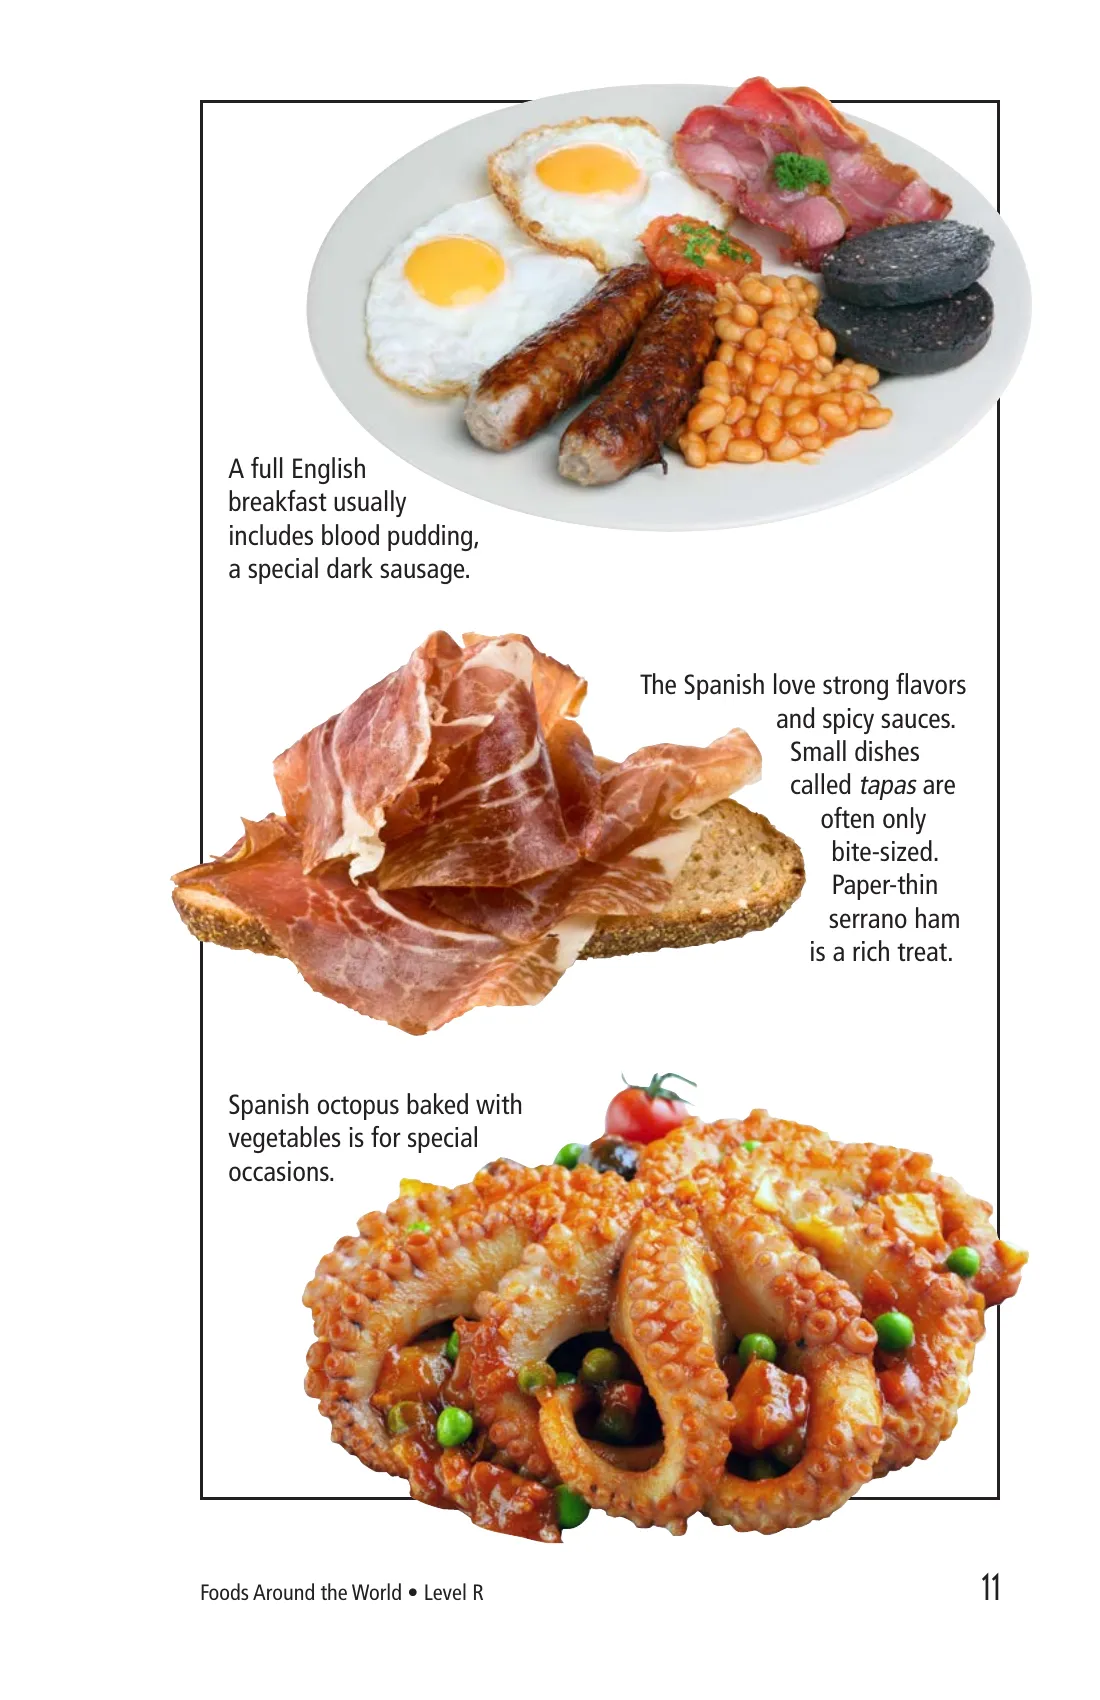 A full English
breakfast usually
includes blood pudding,
a special dark sausage.
The Spanish love strong flavors
and spicy sauces.
Small dishes
called tapas are
often only
bite-sized.
Paper-thin
serrano ham
is a rich treat.
Spanish octopus baked with
vegetables is for special
occasions.
Foods Around the World • Level R
11